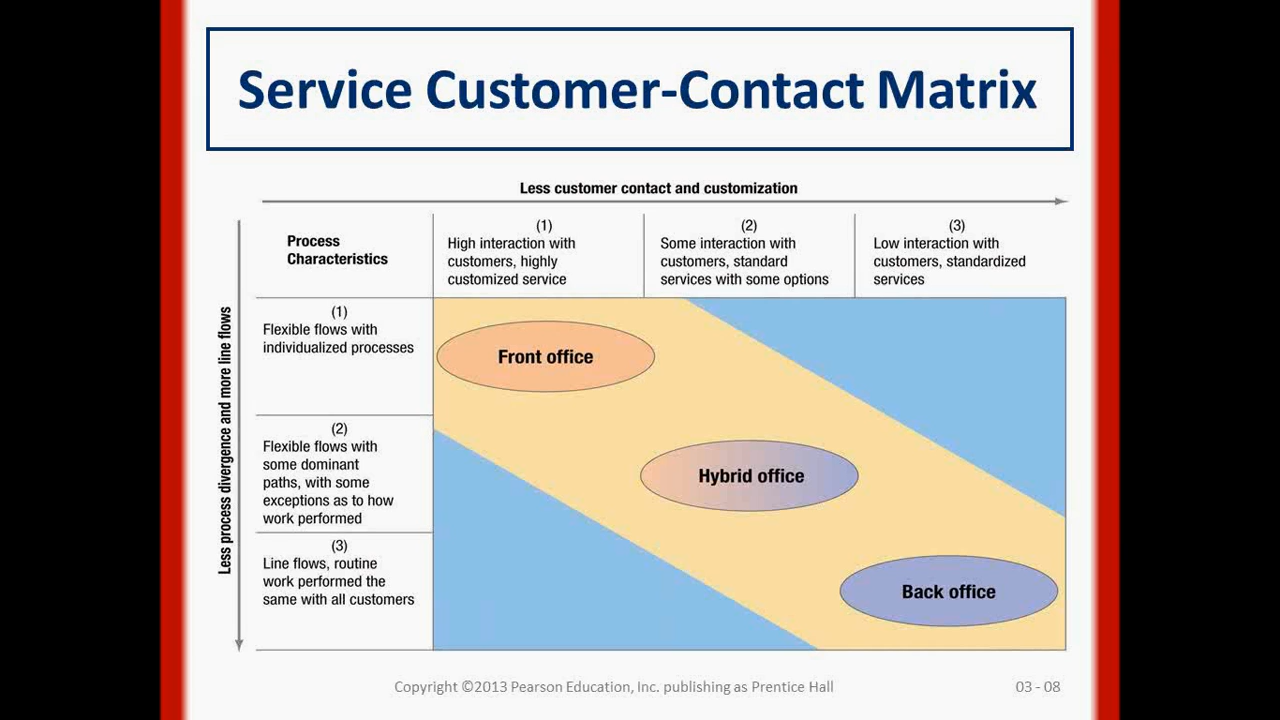 Service Customer-Contact Matrix
Less customer contact and customization
Less process divergence and more line flows
Process
Characteristics
(1)
High interaction with
customers, highly
customized service
(2)
Some interaction with
customers, standard
services with some options
(3)
Low interaction with
customers, standardized
services
(1)
Flexible flows with
individualized processes
Front office
(2)
Flexible flows with
some dominant
paths, with some
exceptions as to how
work performed
Hybrid office
(3)
Line flows, routine
work performed the
same with all customers
Back office
Copyright ©2013 Pearson Education, Inc. publishing as Prentice Hall
03 - 08